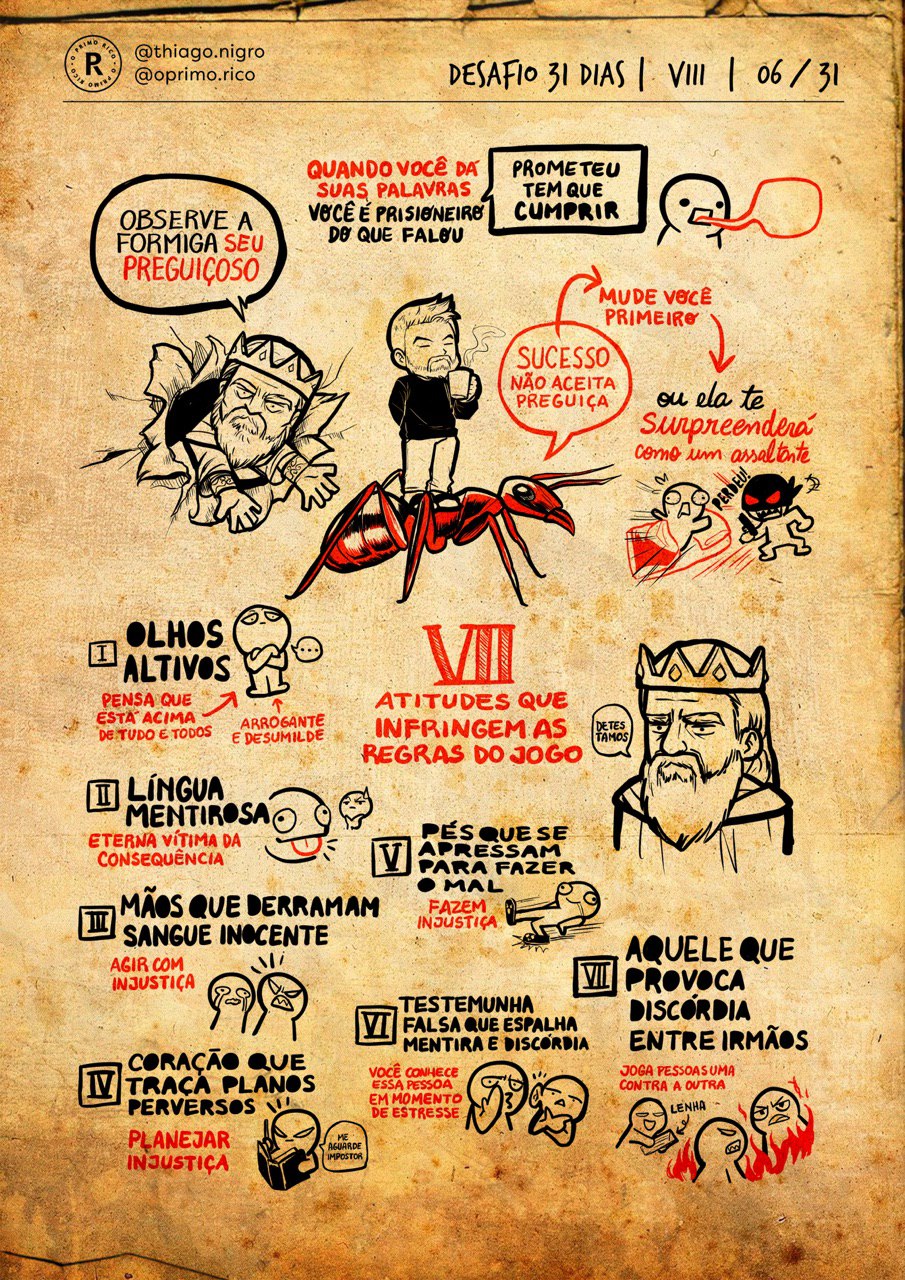 O PRIMO RICO · O PRIMO RICO ·
R
@thiago.nigro
@oprimo.rico
DESAFIO 31 DIAS | VIII | 06 / 31
OBSERVE A
FORMIGA SEU
PREGUIÇOSO
QUANDO VOCÊ DÁ
SUAS PALAVRAS
VOCÊ É PRISIONEIRO
DO QUE FALOU
PROMETEU
TEM QUE
CUMPRIR
SUCESSO
NÃO ACEITA
PREGUIÇA
MUDE VOCÊ
PRIMEIRO
ou ela te
surpreenderá
como um assaltante
PERDEU!
VII
ATITUDES QUE
INFRINGEM AS
REGRAS DO JOGO
DETES
TAMOS
I
OLHOS
ALTIVOS
...
PENSA QUE
ESTÁ ACIMA
DE TUDO E TODOS
ARROGANTE
E DESUMILDE
II
LÍNGUA
MENTIROSA
ETERNA VÍTIMA DA
CONSEQUÊNCIA
III
MÃOS QUE DERRAMAM
SANGUE INOCENTE
AGIR COM
INJUSTIÇA
IV
CORAÇÃO QUE
TRAÇA PLANOS
PERVERSOS
PLANEJAR
INJUSTIÇA
ME
AGUARDE
IMPOSTOR
V
PÉS QUE SE
APRESSAM
PARA FAZER
O MAL
FAZEM
INJUSTIÇA
VI
TESTEMUNHA
FALSA QUE ESPALHA
MENTIRA E DISCÓRDIA
VOCÊ CONHECE
ESSA PESSOA
EM MOMENTO
DE ESTRESSE
VII
AQUELE QUE
PROVOCA
DISCÓRDIA
ENTRE IRMÃOS
JOGA PESSOAS UMA
CONTRA A OUTRA
LENHA